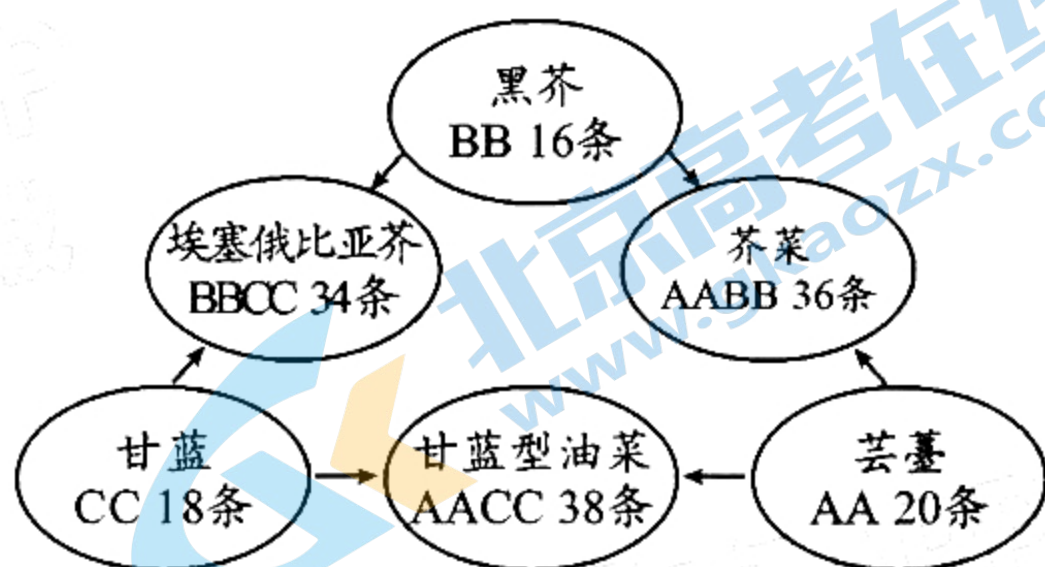 黑芥
BB 16条
埃塞俄比亚芥
BBCC 34条
芥菜
AABB 36条
甘蓝
CC 18条
甘蓝型油菜
AACC 38条
芸薹
AA 20条
北京高考在线
www.gkaozx.co